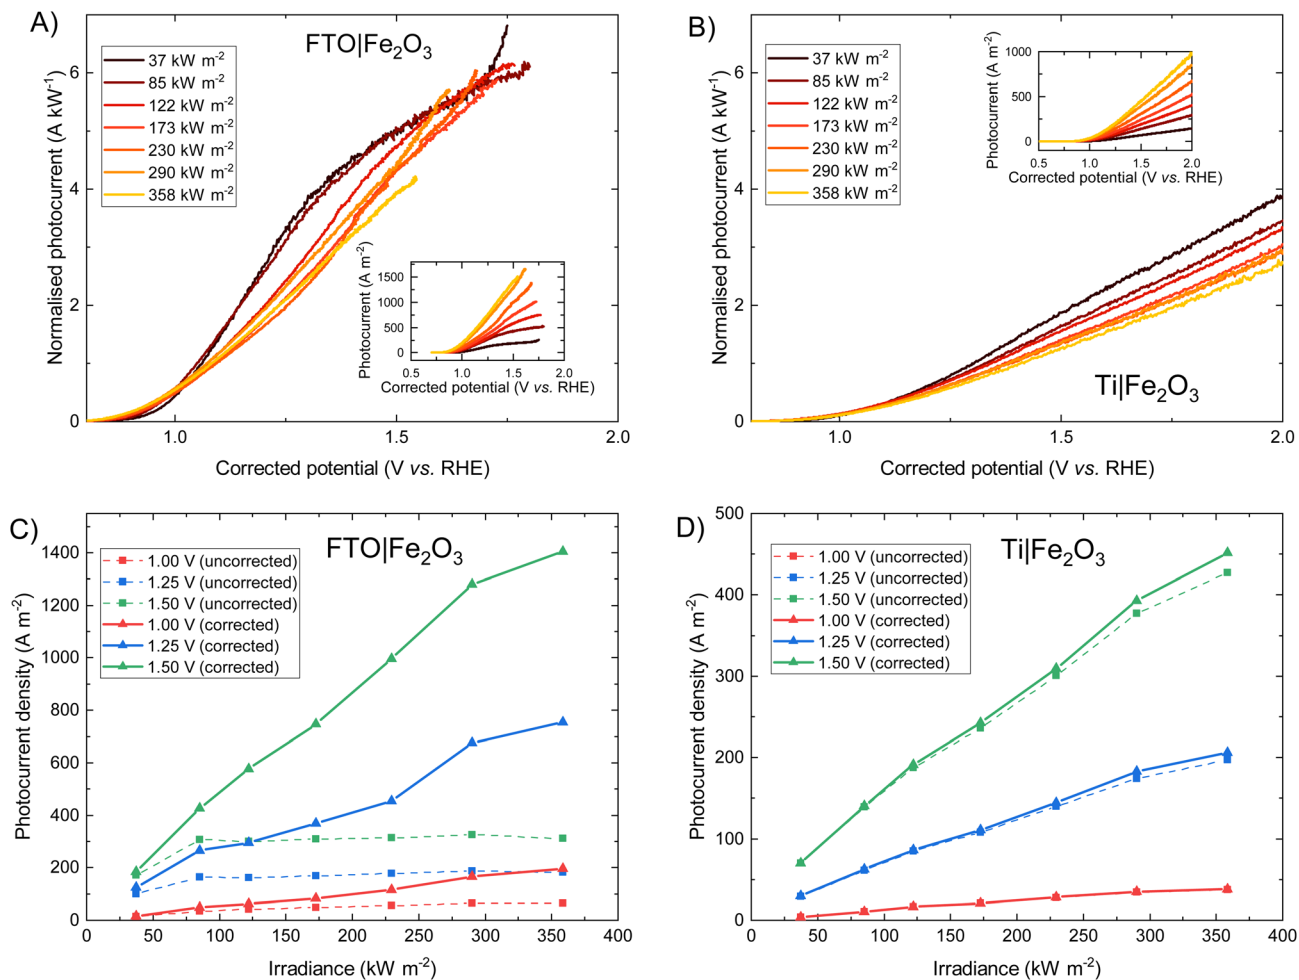 A)
FTO|Fe₂O₃
37 kW m⁻²
85 kW m⁻²
122 kW m⁻²
173 kW m⁻²
230 kW m⁻²
290 kW m⁻²
358 kW m⁻²
Normalised photocurrent (A kW⁻¹)
6
4
2
0
1.0
1.5
2.0
Corrected potential (V vs. RHE)
Photocurrent (A m⁻²)
1500
1000
500
0
0.5
1.0
1.5
2.0
Corrected potential (V vs. RHE)
B)
37 kW m⁻²
85 kW m⁻²
122 kW m⁻²
173 kW m⁻²
230 kW m⁻²
290 kW m⁻²
358 kW m⁻²
Normalised photocurrent (A kW⁻¹)
6
4
2
0
1.0
1.5
2.0
Corrected potential (V vs. RHE)
Photocurrent (A m⁻²)
1000
500
0
0.5
1.0
1.5
2.0
Corrected potential (V vs. RHE)
Ti|Fe₂O₃
C)
FTO|Fe₂O₃
1.00 V (uncorrected)
1.25 V (uncorrected)
1.50 V (uncorrected)
1.00 V (corrected)
1.25 V (corrected)
1.50 V (corrected)
Photocurrent density (A m⁻²)
1400
1200
1000
800
600
400
200
0
0
50
100
150
200
250
300
350
400
Irradiance (kW m⁻²)
D)
Ti|Fe₂O₃
1.00 V (uncorrected)
1.25 V (uncorrected)
1.50 V (uncorrected)
1.00 V (corrected)
1.25 V (corrected)
1.50 V (corrected)
Photocurrent density (A m⁻²)
500
400
300
200
100
0
0
50
100
150
200
250
300
350
400
Irradiance (kW m⁻²)